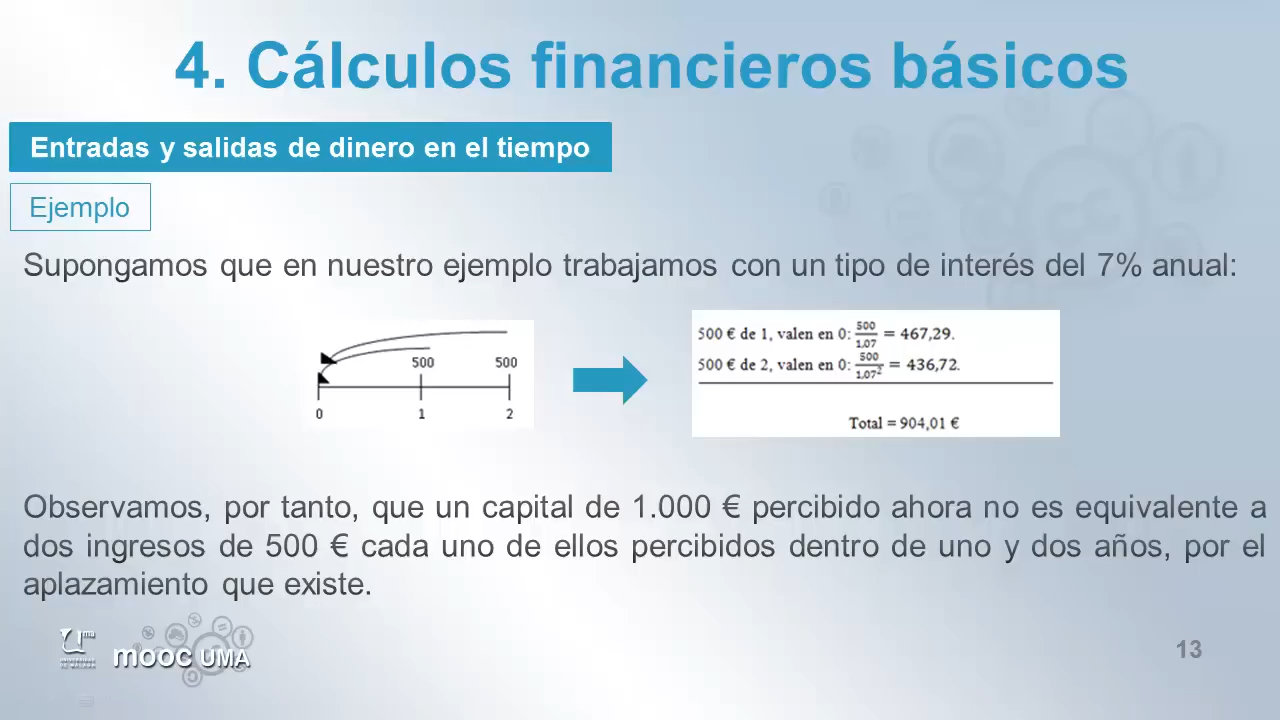 4. Cálculos financieros básicos
Entradas y salidas de dinero en el tiempo
Ejemplo
Supongamos que en nuestro ejemplo trabajamos con un tipo de interés del 7% anual:
500 500
0 1 2
500 € de 1, valen en 0: 500/1,07 = 467,29.
500 € de 2, valen en 0: 500/1,07² = 436,72.
Total = 904,01 €
Observamos, por tanto, que un capital de 1.000 € percibido ahora no es equivalente a
dos ingresos de 500 € cada uno de ellos percibidos dentro de uno y dos años, por el
aplazamiento que existe.
uma
mooc UMA
13